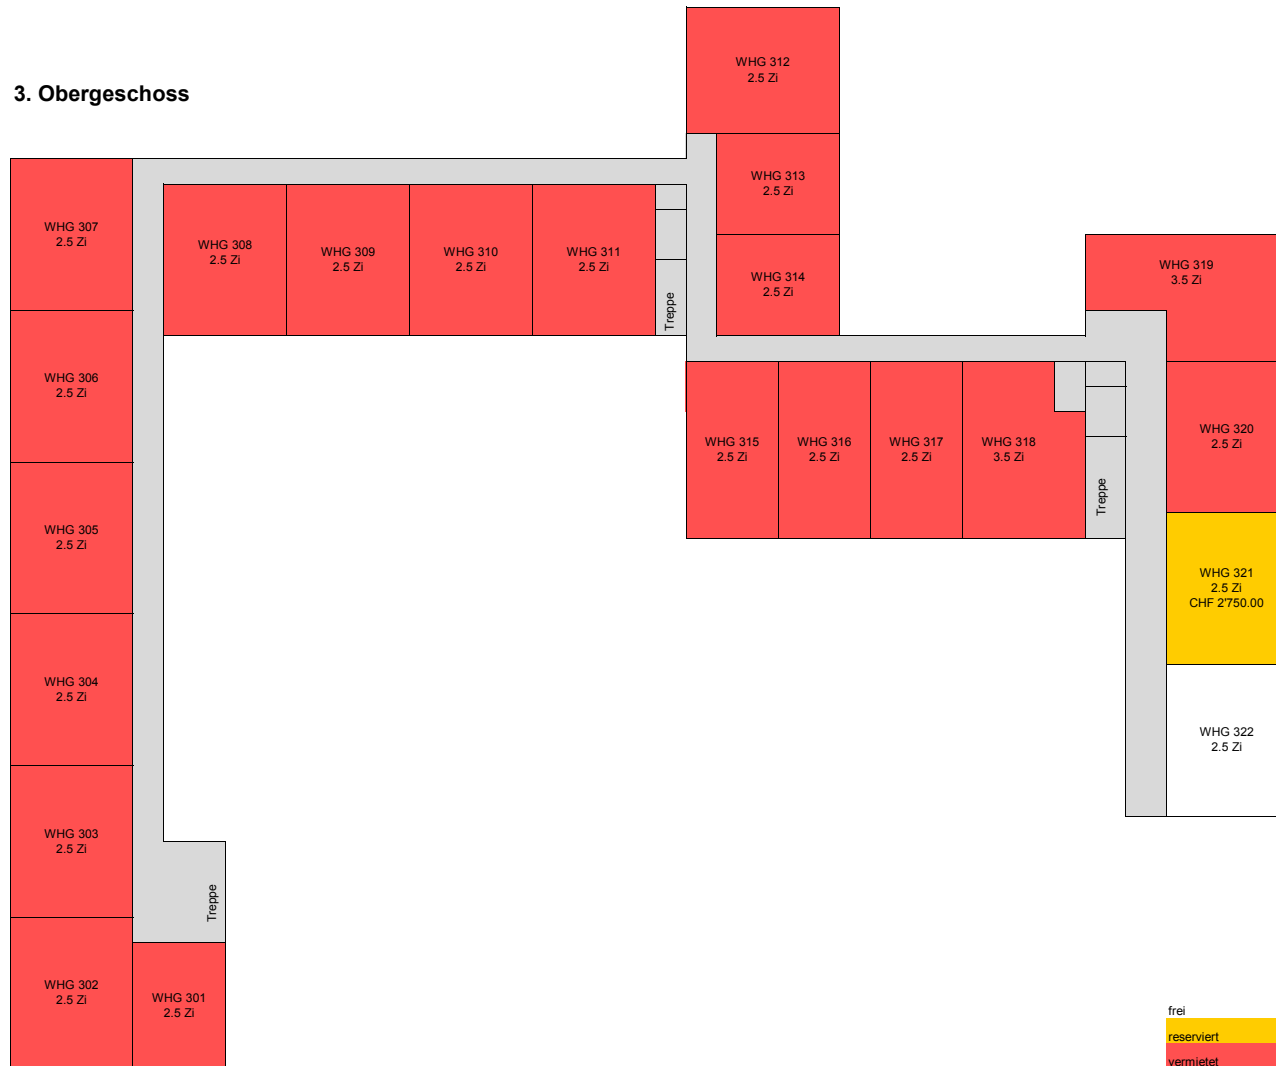 3. Obergeschoss
WHG 312
2.5 Zi
WHG 313
2.5 Zi
WHG 314
2.5 Zi
WHG 307
2.5 Zi
WHG 308
2.5 Zi
WHG 309
2.5 Zi
WHG 310
2.5 Zi
WHG 311
2.5 Zi
Treppe
WHG 319
3.5 Zi
WHG 306
2.5 Zi
WHG 315
2.5 Zi
WHG 316
2.5 Zi
WHG 317
2.5 Zi
WHG 318
3.5 Zi
Treppe
WHG 320
2.5 Zi
WHG 305
2.5 Zi
WHG 321
2.5 Zi
CHF 2'750.00
WHG 304
2.5 Zi
WHG 322
2.5 Zi
WHG 303
2.5 Zi
Treppe
WHG 302
2.5 Zi
WHG 301
2.5 Zi
frei
reserviert
vermietet